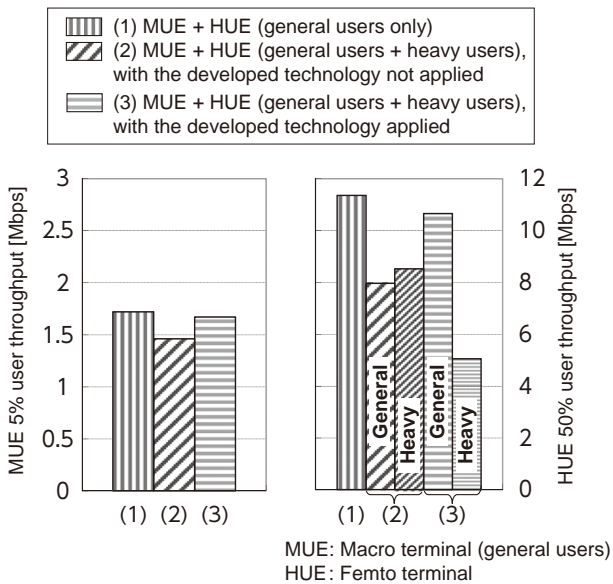 (1) MUE + HUE (general users only)
(2) MUE + HUE (general users + heavy users),
with the developed technology not applied
(3) MUE + HUE (general users + heavy users),
with the developed technology applied
MUE 5% user throughput [Mbps]
3
2.5
2
1.5
1
0.5
0
(1) (2) (3)
General
Heavy
General
Heavy
(1) (2) (3)
12
10
8
6
4
2
0
HUE 50% user throughput [Mbps]
MUE: Macro terminal (general users)
HUE: Femto terminal